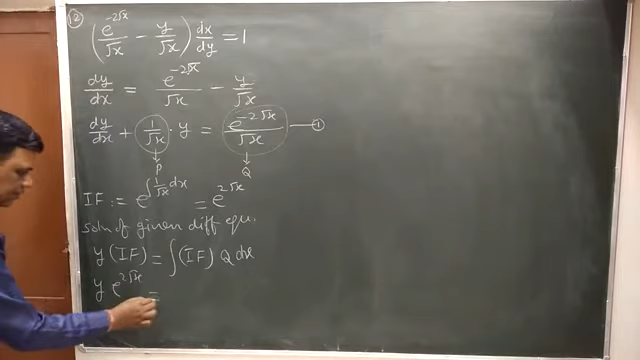 (12)
(e^{-2√x}/√x - y/√x) dx/dy = 1
dy/dx = e^{-2√x}/√x - y/√x
dy/dx + 1/√x · y = e^{-2√x}/√x — (1)
↓ P ↓ Q
IF := e^{∫ 1/√x dx} = e^{2√x}
soln of given diff equ.
y (IF) = ∫(IF) Q dx
y e^{2√x} =